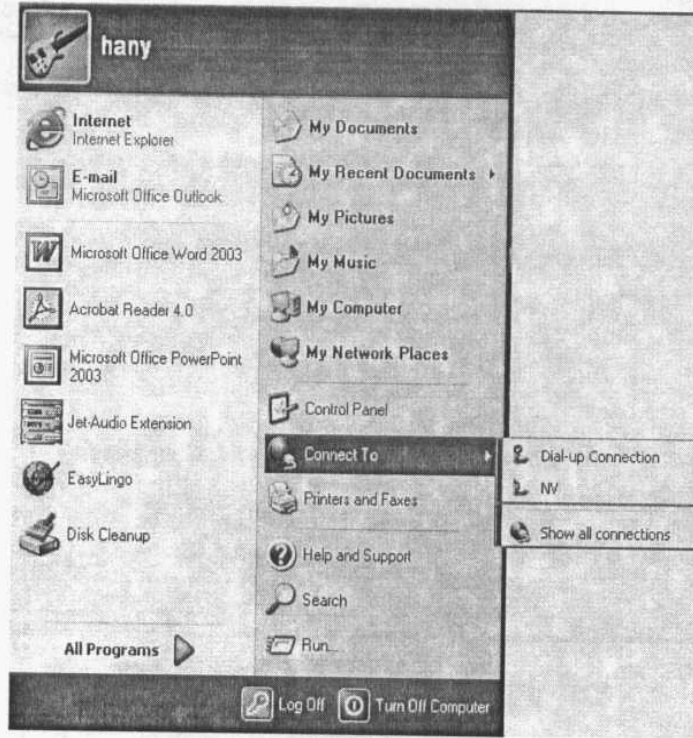 hany
Internet
Internet Explorer
E-mail
Microsoft Office Outlook
Microsoft Office Word 2003
Acrobat Reader 4.0
Microsoft Office PowerPoint
2003
Jet-Audio Extension
EasyLingo
Disk Cleanup
All Programs
My Documents
My Recent Documents
My Pictures
My Music
My Computer
My Network Places
Control Panel
Connect To
Printers and Faxes
Help and Support
Search
Run...
Dial-up Connection
NV
Show all connections
Log Off
Turn Off Computer